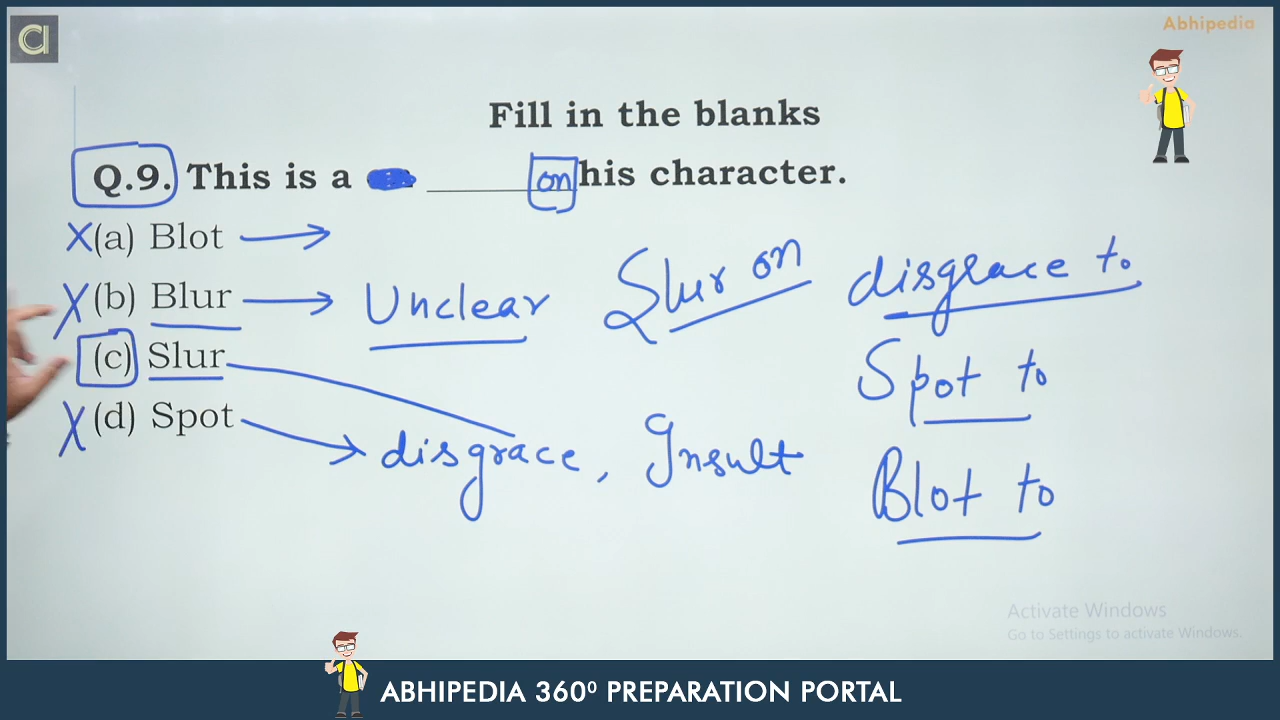 a
Abhipedia
Fill in the blanks
Q.9. This is a ________ on his character.
X (a) Blot →
X (b) Blur → Unclear
Slur on
disgrace to
(c) Slur
Spot to
X (d) Spot → disgrace, Insult
Blot to
Activate Windows
Go to Settings to activate Windows.
ABHIPEDIA 360⁰ PREPARATION PORTAL